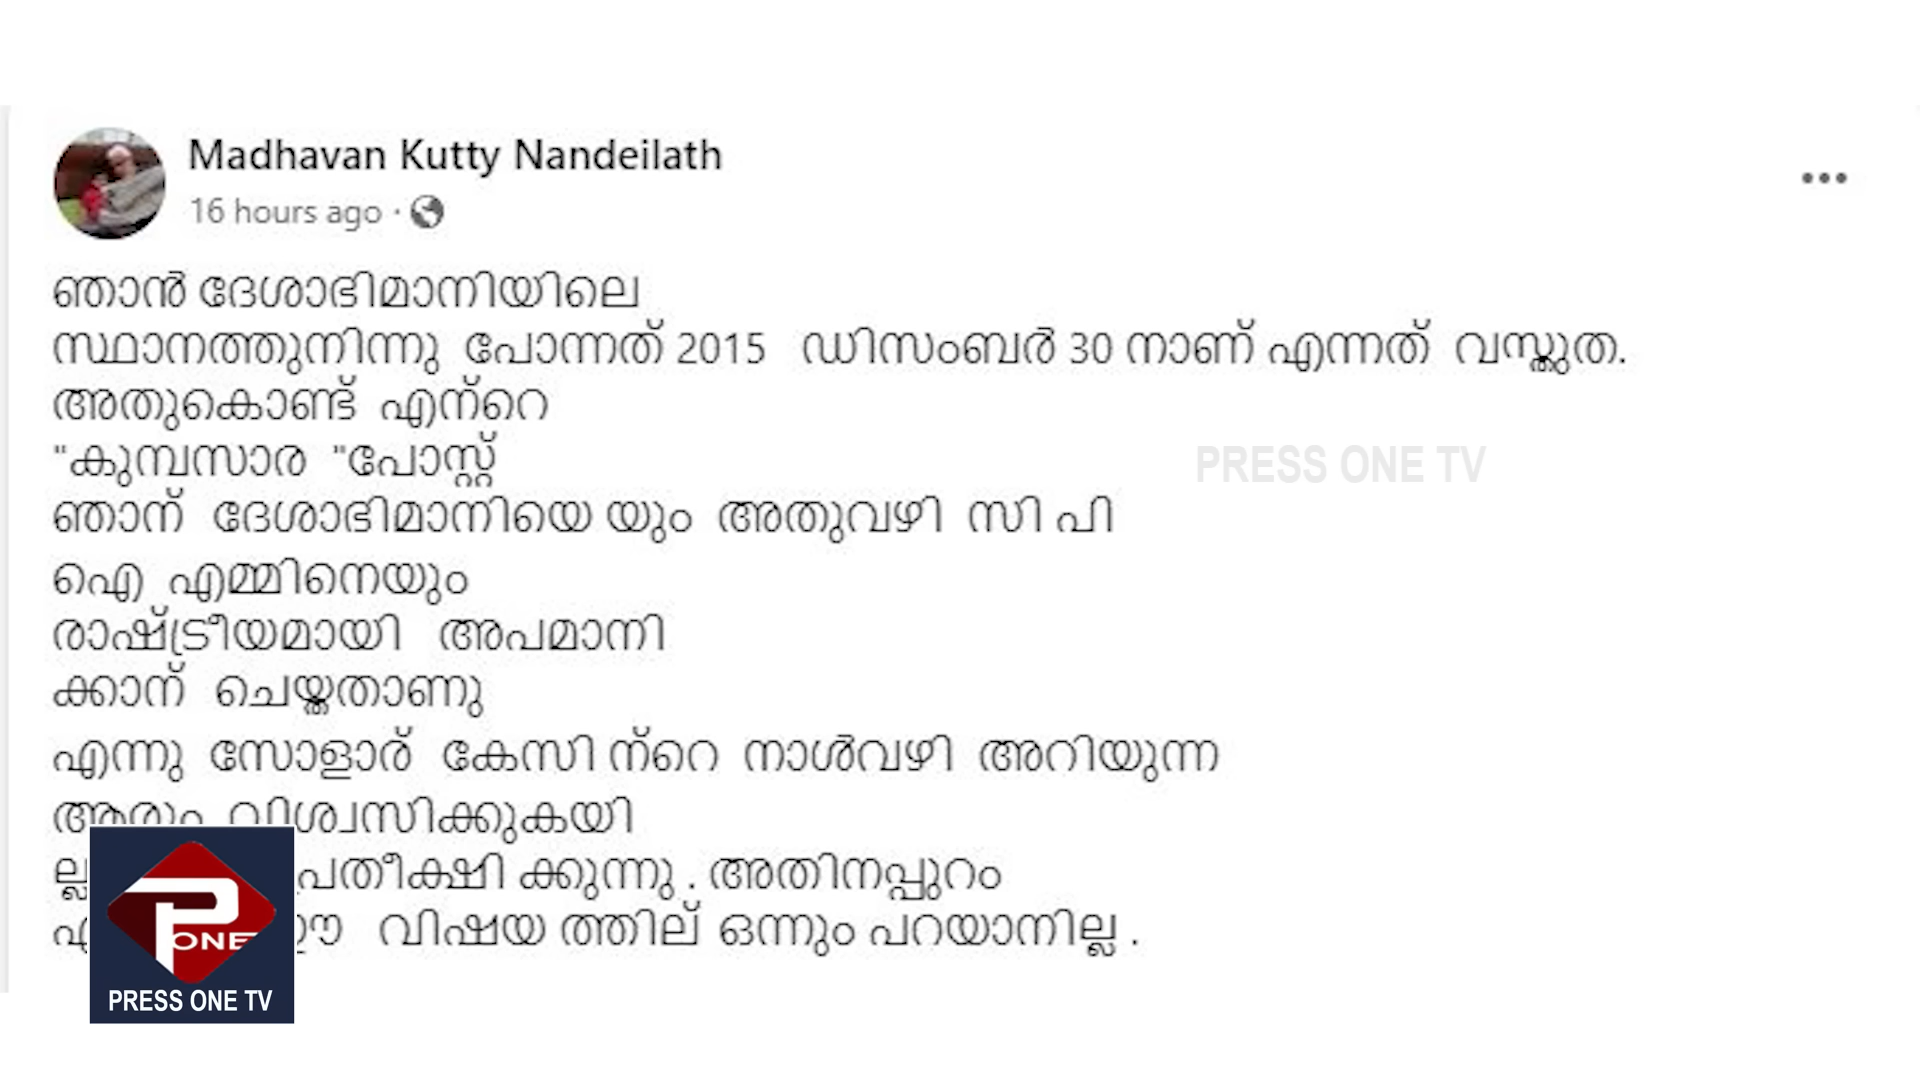 Madhavan Kutty Nandeilath
16 hours ago ·
ഞാൻ ദേശാഭിമാനിയിലെ
സ്ഥാനത്തുനിന്നു പോന്നത് 2015 ഡിസംബർ 30 നാണ് എന്നത് വസ്തുത.
അതുകൊണ്ട് എന്റെ
"കുമ്പസാര "പോസ്റ്റ്
PRESS ONE TV
ഞാന് ദേശാഭിമാനിയെ യും അതുവഴി സി പി
ഐ എമ്മിനെയും
രാഷ്ട്രീയമായി അപമാനി
ക്കാന് ചെയ്തതാണു
എന്നു സോളാര് കേസി ന്റെ നാൾവഴി അറിയുന്ന
ആരും വിശ്വസിക്കുകയി
ല്ല പ്രതീക്ഷി ക്കുന്നു . അതിനപ്പുറം
ഈ വിഷയ ത്തില് ഒന്നും പറയാനില്ല .
P ONE
PRESS ONE TV